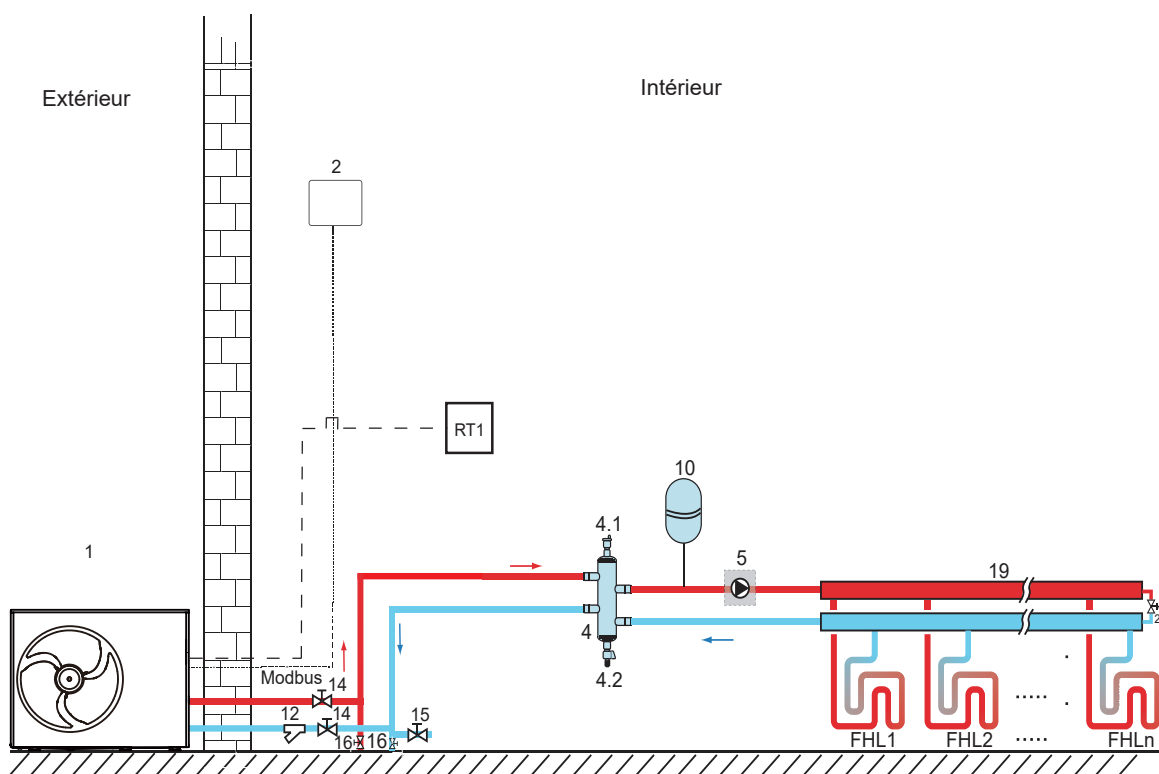 Extérieur
Intérieur
2
RT1
10
4.1
5
19
1
4
2
4.2
Modbus
14
12
14
15
16
16
FHL1
FHL2
.....
.....
FHLn